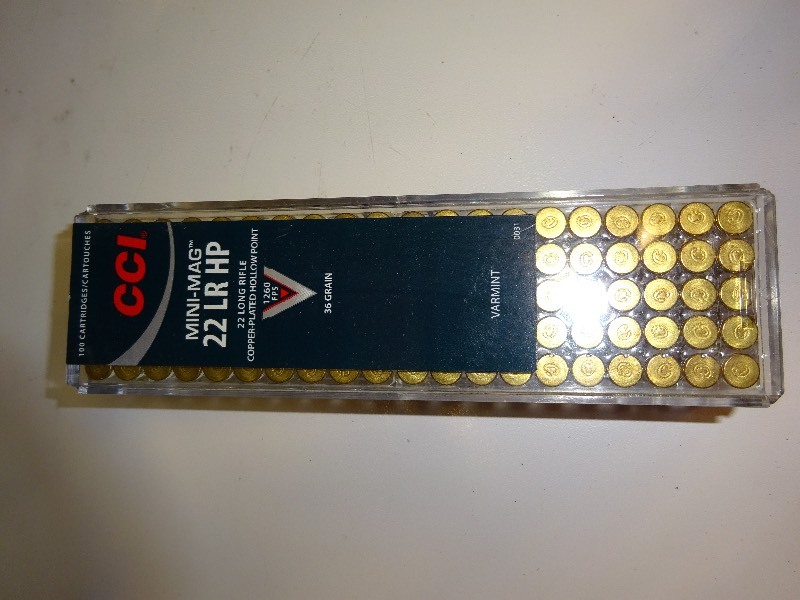 100 CARTRIDGES/CARTOUCHES
CCI®
MINI-MAG™
22 LR HP
22 LONG RIFLE
COPPER-PLATED HOLLOW POINT
1260
FPS
36 GRAIN
VARMINT
0031